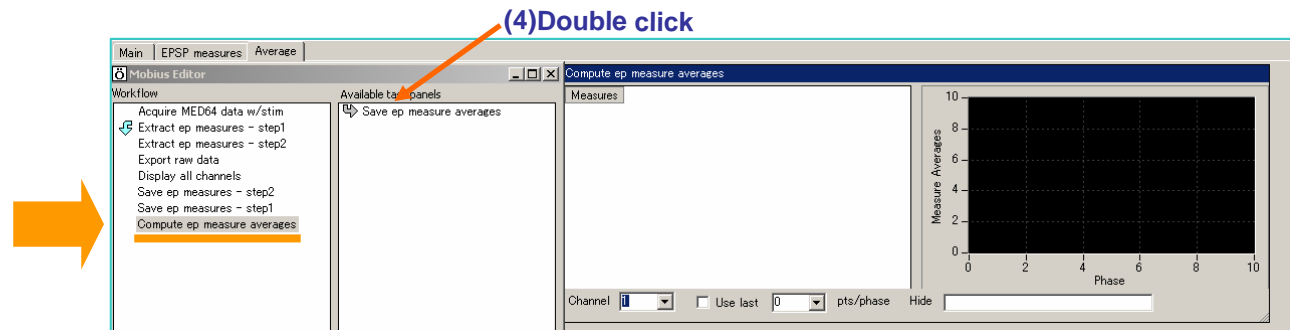 (4)Double click
Main EPSP measures Average
Mobius Editor
Workflow
Acquire MED64 data w/stim
Extract ep measures - step1
Extract ep measures - step2
Export raw data
Display all channels
Save ep measures - step2
Save ep measures - step1
Compute ep measure averages
Available task panels
Save ep measure averages
Compute ep measure averages
Measures
Measure Averages
10
8
6
4
2
0
0 2 4 6 8 10
Phase
Channel 1 Use last 0 pts/phase Hide